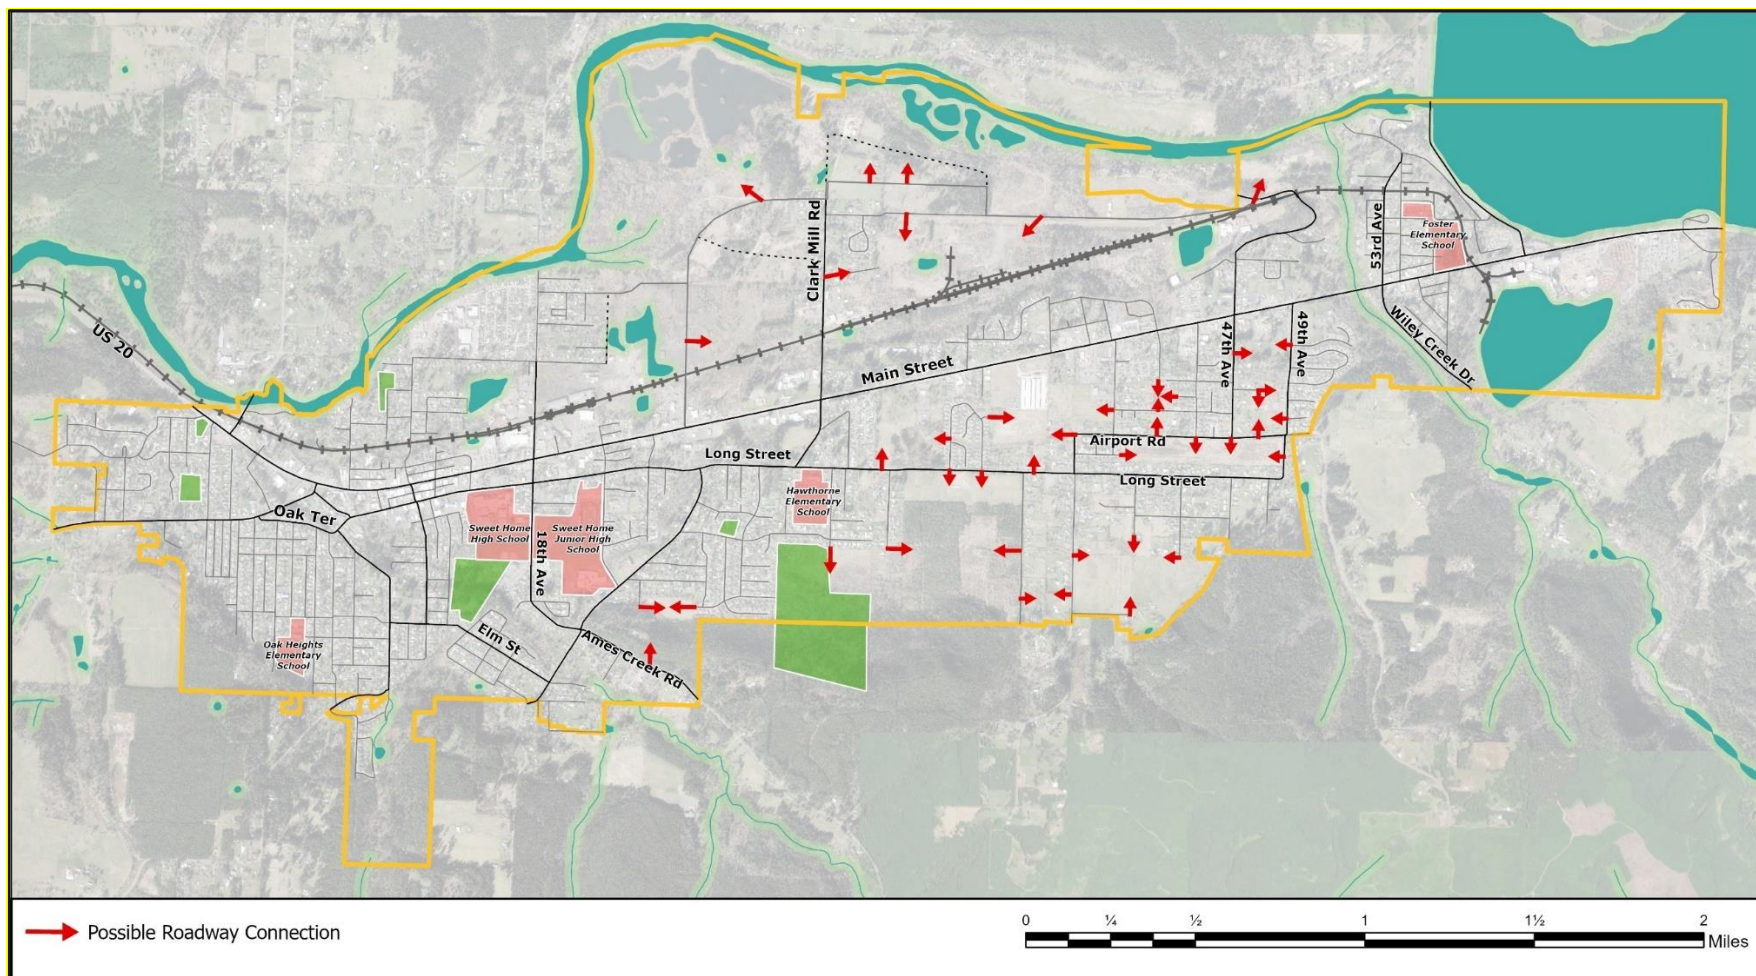 Clark Mill Rd
53rd Ave
Foster
Elementary
School
US 20
Main Street
47th Ave
49th Ave
Wiley Creek Dr
Airport Rd
Long Street
Long Street
Hawthorne
Elementary
School
Oak Ter
Sweet Home
High School
18th Ave
Sweet Home
Junior High
School
Elm St
Ames Creek Rd
Oak Heights
Elementary
School
Possible Roadway Connection
0 ¼ ½ 1 1½ 2
Miles